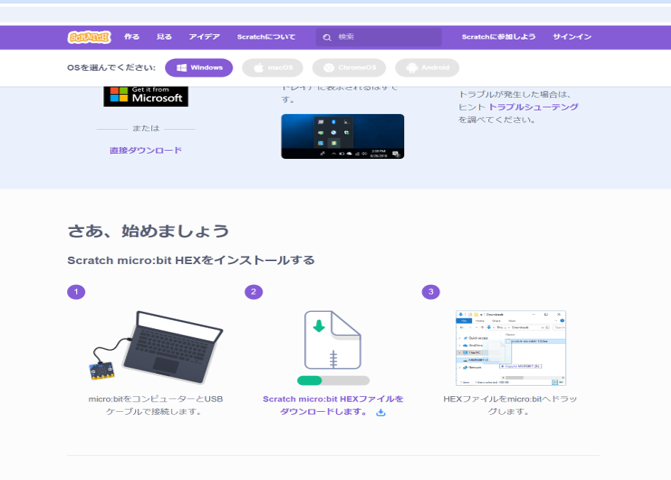 SCRATCH 作る 見る アイデア Scratchについて 検索 Scratchに参加しよう サインイン
OSを選んでください: Windows macOS ChromeOS Android
Get it from
Microsoft
または
直接ダウンロード
トレイ）に表示されるはずで
す。
トラブルが発生した場合は、
ヒント トラブルシューテング
を調べてください。
さあ、始めましょう
Scratch micro:bit HEXをインストールする
1
micro:bitをコンピューターとUSB
ケーブルで接続します。
2
Scratch micro:bit HEXファイルを
ダウンロードします。
3
HEXファイルをmicro:bitへドラッ
グします。